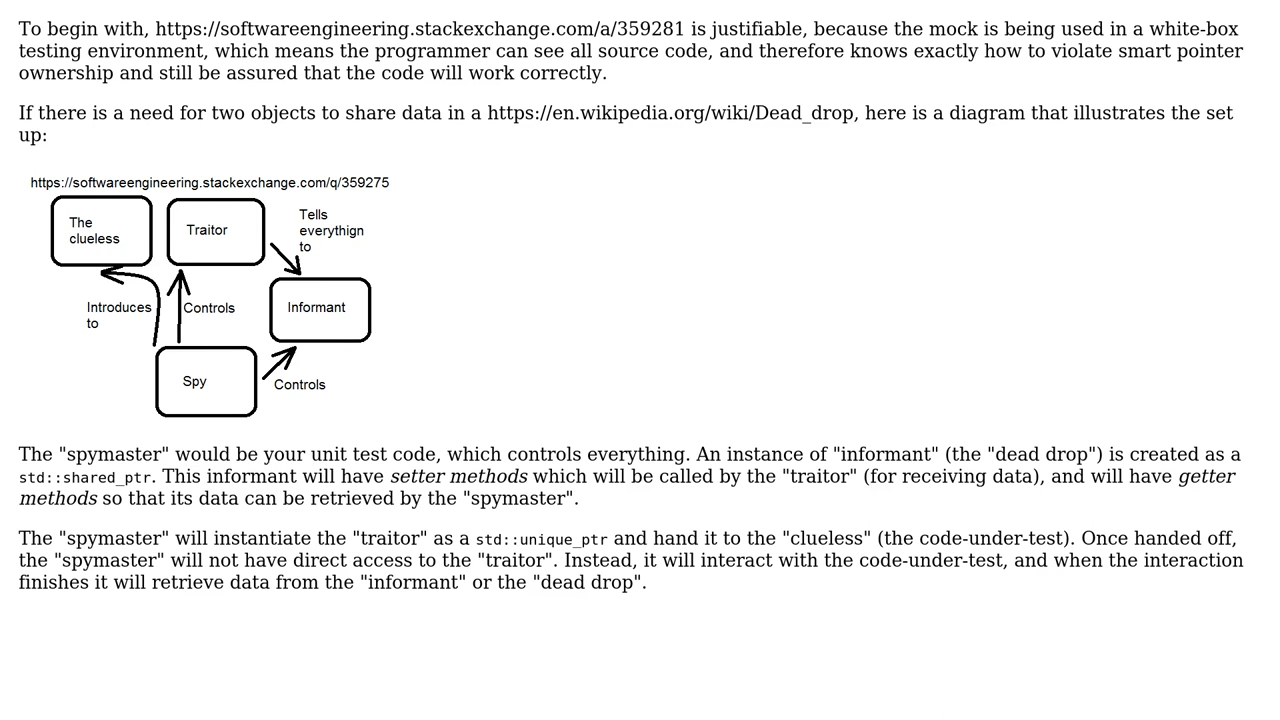 To begin with, https://softwareengineering.stackexchange.com/a/359281 is justifiable, because the mock is being used in a white-box
testing environment, which means the programmer can see all source code, and therefore knows exactly how to violate smart pointer
ownership and still be assured that the code will work correctly.
If there is a need for two objects to share data in a https://en.wikipedia.org/wiki/Dead_drop, here is a diagram that illustrates the set
up:
https://softwareengineering.stackexchange.com/q/359275
The
clueless
Traitor
Tells
everythign
to
Introduces
to
Controls
Informant
Spy
Controls
The "spymaster" would be your unit test code, which controls everything. An instance of "informant" (the "dead drop") is created as a
std::shared_ptr. This informant will have setter methods which will be called by the "traitor" (for receiving data), and will have getter
methods so that its data can be retrieved by the "spymaster".
The "spymaster" will instantiate the "traitor" as a std::unique_ptr and hand it to the "clueless" (the code-under-test). Once handed off,
the "spymaster" will not have direct access to the "traitor". Instead, it will interact with the code-under-test, and when the interaction
finishes it will retrieve data from the "informant" or the "dead drop".